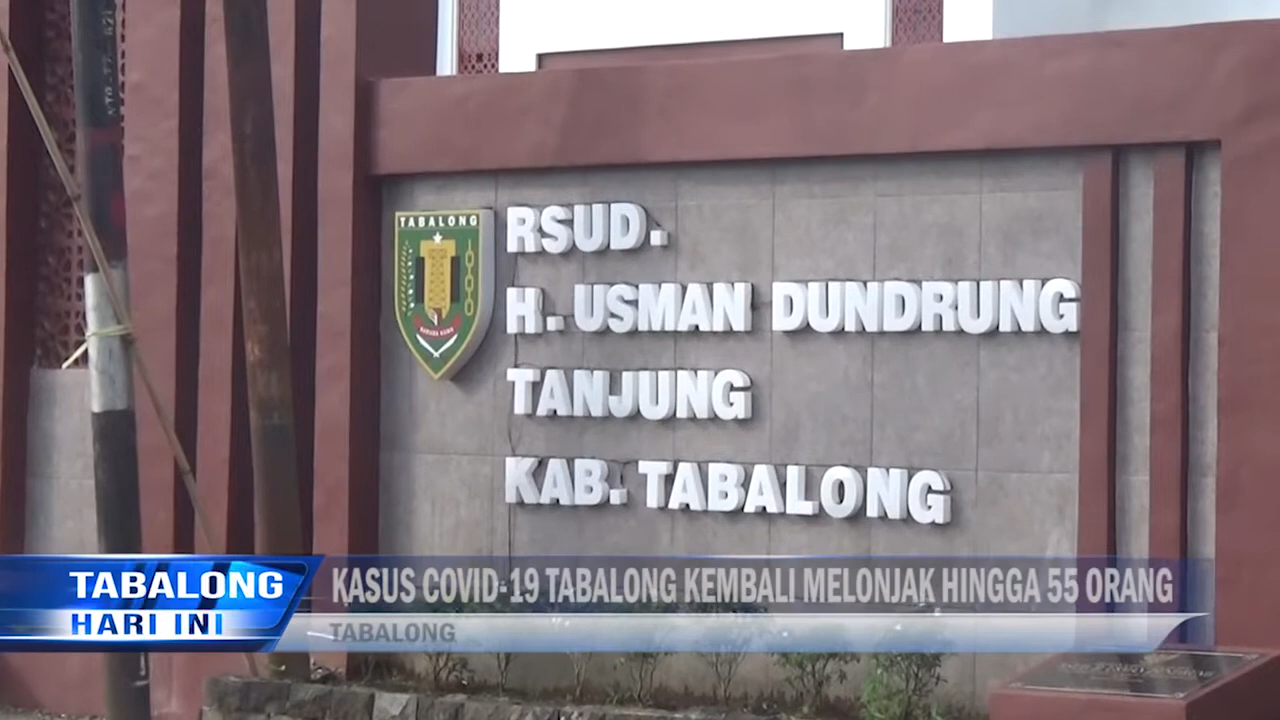 TABALONG
RSUD.
H. USMAN DUNDRUNG
TANJUNG
KAB. TABALONG
TABALONG
HARI INI
KASUS COVID-19 TABALONG KEMBALI MELONJAK HINGGA 55 ORANG
TABALONG